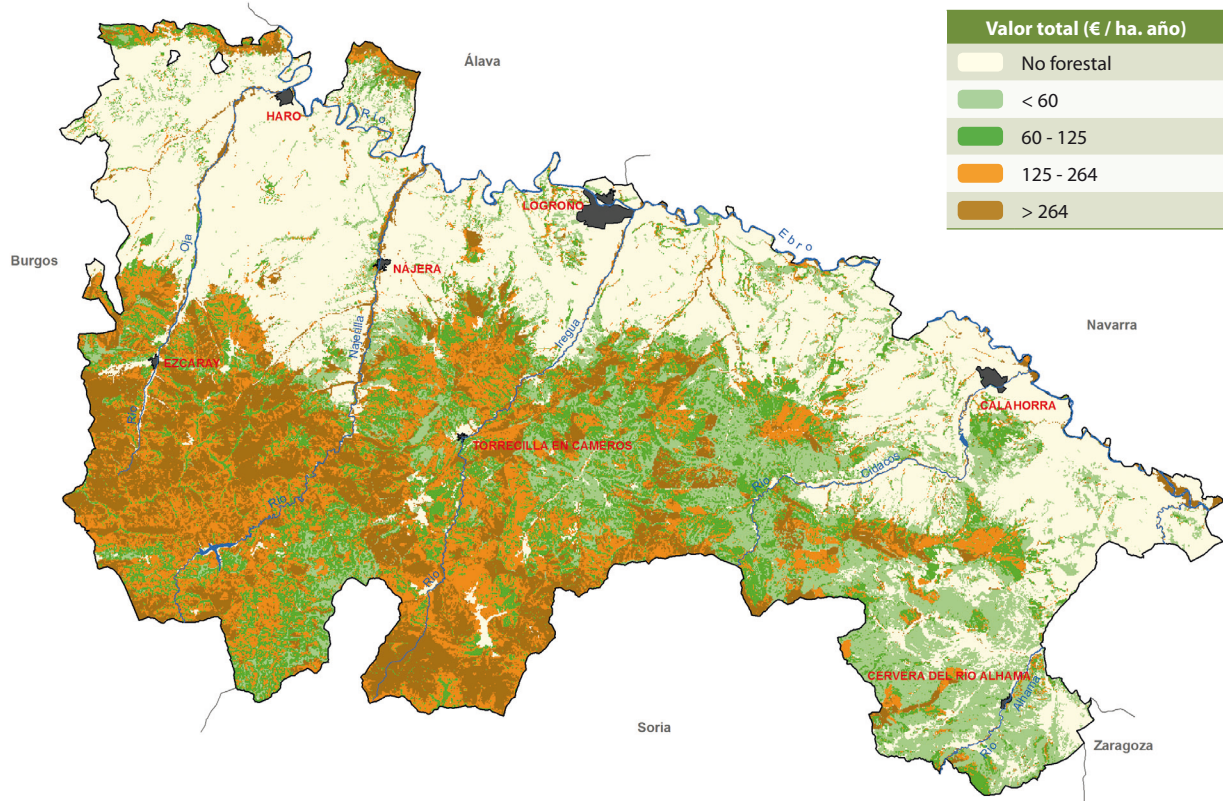 Valor total (€ / ha. año)
No forestal
< 60
60 - 125
125 - 264
> 264
Álava
HARO
Río
LOGROÑO
Ebro
Burgos
Oja
NÁJERA
Navarra
Najerilla
Iregua
EZCARAY
CALAHORRA
Río
TORRECILLA EN CAMEROS
Cidacos
Río
Río
Río
CERVERA DEL RIO ALHAMA
Alhama
Soria
Río
Zaragoza